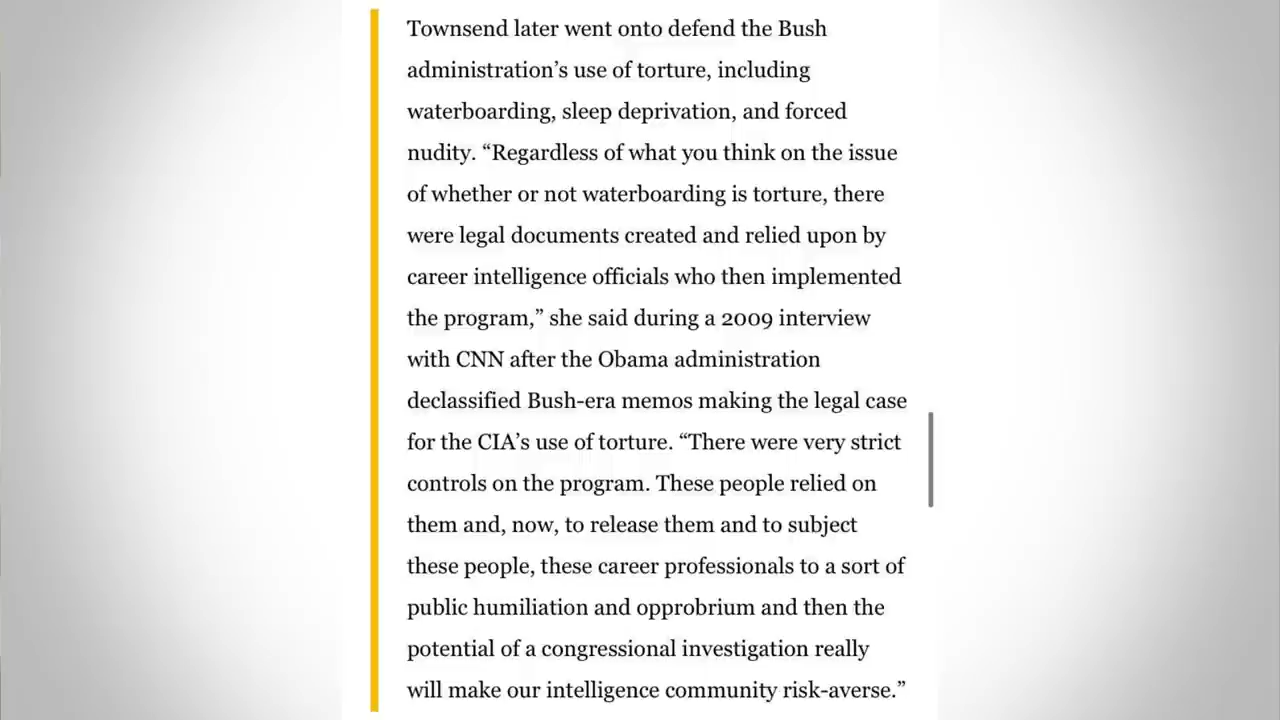 Townsend later went onto defend the Bush
administration’s use of torture, including
waterboarding, sleep deprivation, and forced
nudity. “Regardless of what you think on the issue
of whether or not waterboarding is torture, there
were legal documents created and relied upon by
career intelligence officials who then implemented
the program,” she said during a 2009 interview
with CNN after the Obama administration
declassified Bush-era memos making the legal case
for the CIA’s use of torture. “There were very strict
controls on the program. These people relied on
them and, now, to release them and to subject
these people, these career professionals to a sort of
public humiliation and opprobrium and then the
potential of a congressional investigation really
will make our intelligence community risk-averse.”